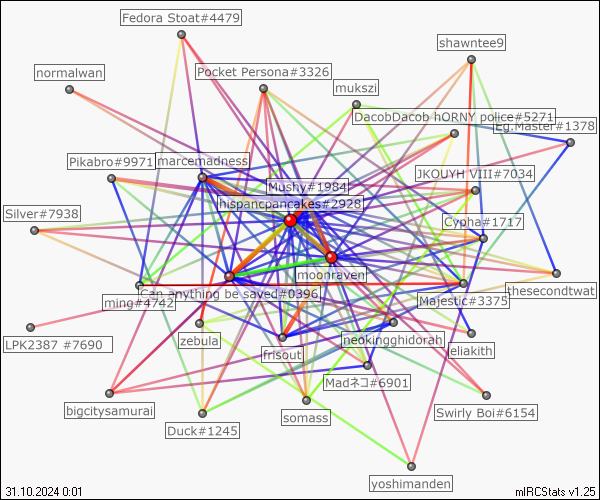 Fedora Stoat#4479
shawntee9
normalwan
Pocket Persona#3326
mukszi
DacobDacob hORNY police#5271
Eg.Master#1378
Pikabro#9971
marcemadness
JKOUYH VIII#7034
Mushy#1984
hispancpancakes#2928
Silver#7938
Cypha#1717
moonraven
Can anything be saved#0396
ming#4742
Majestic#3375
thesecondtwat
LPK2387 #7690
zebula
frisout
neokingghidorah
eliakith
Madネコ#6901
bigcitysamurai
somass
Swirly Boi#6154
Duck#1245
yoshimanden
31.10.2024 0:01
mIRCStats v1.25